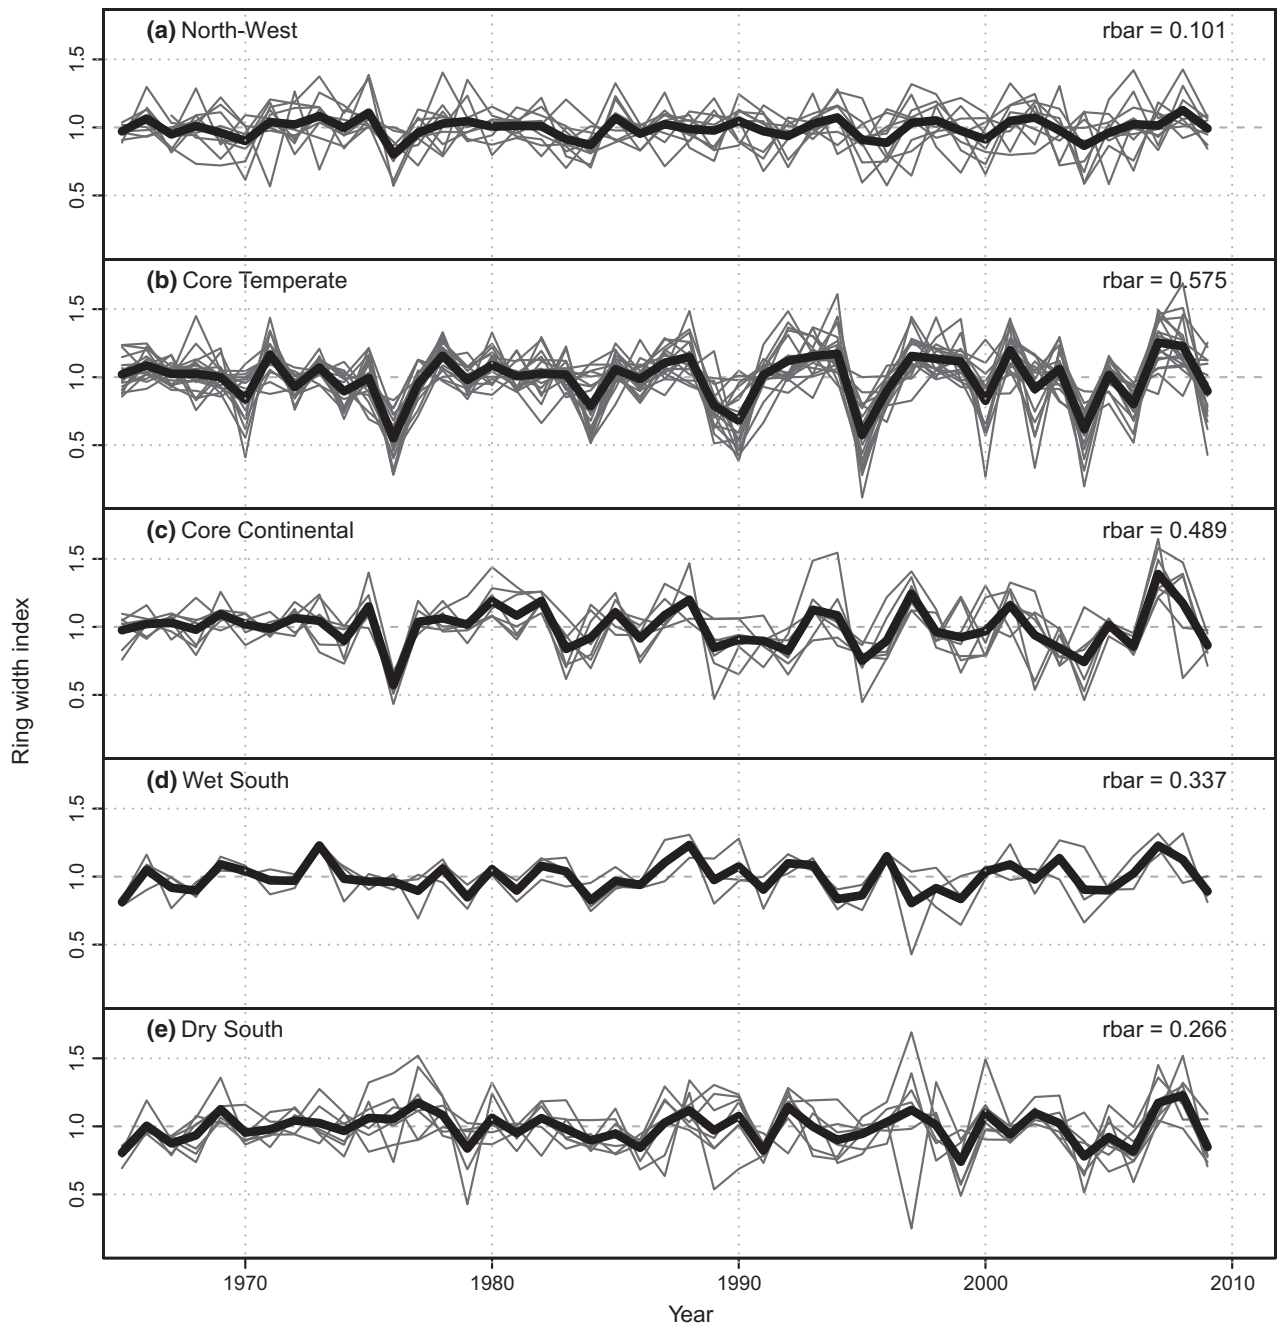 (a) North-West
rbar = 0.101
1.5
1.0
0.5
(b) Core Temperate
rbar = 0.575
1.5
1.0
0.5
(c) Core Continental
rbar = 0.489
1.5
1.0
0.5
(d) Wet South
rbar = 0.337
1.5
1.0
0.5
(e) Dry South
rbar = 0.266
1.5
1.0
0.5
Ring width index
1970 1980 1990 2000 2010
Year